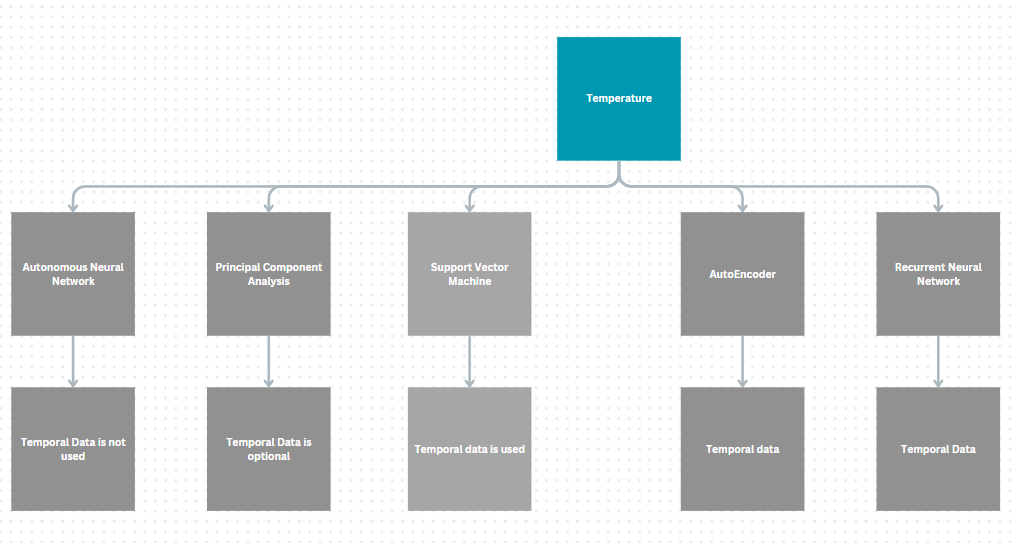 Temperature
Autonomous Neural
Network
Principal Component
Analysis
Support Vector
Machine
AutoEncoder
Recurrent Neural
Network
Temporal Data is not
used
Temporal Data is
optional
Temporal data is used
Temporal data
Temporal Data